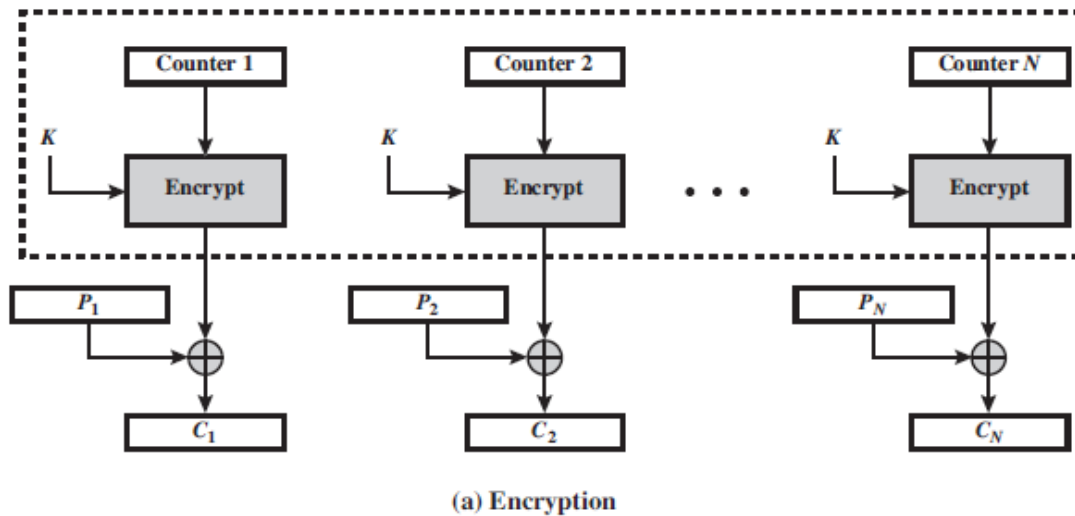 Counter 1 Counter 2 Counter N
K K K
Encrypt Encrypt • • • Encrypt
P1 P2 PN
C1 C2 CN
(a) Encryption